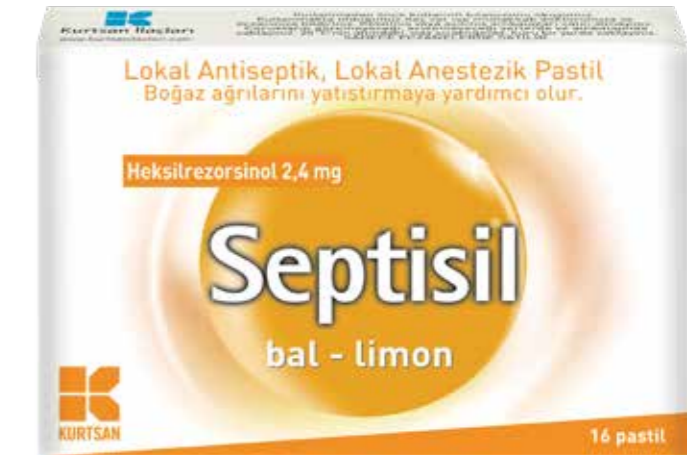 Kurtsan İlaçları
Lokal Antiseptik, Lokal Anestezik Pastil
Boğaz ağrılarını yatıştırmaya yardımcı olur.
Heksilrezorsinol 2,4 mg
Septisil
bal - limon
KURTSAN
16 pastil